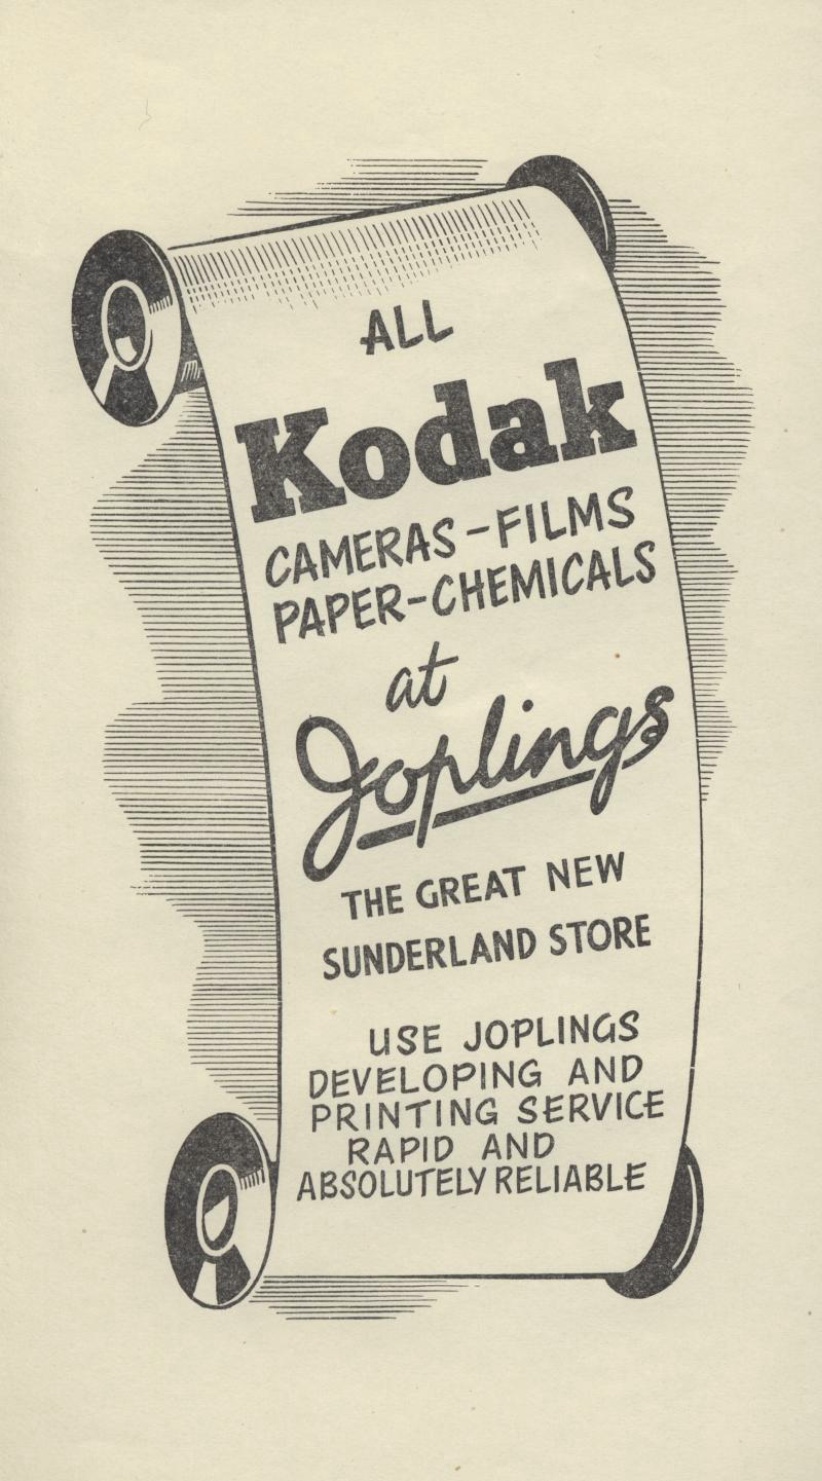 ALL
Kodak
CAMERAS-FILMS
PAPER-CHEMICALS
at
Joplings
THE GREAT NEW
SUNDERLAND STORE
USE JOPLINGS
DEVELOPING AND
PRINTING SERVICE
RAPID AND
ABSOLUTELY RELIABLE